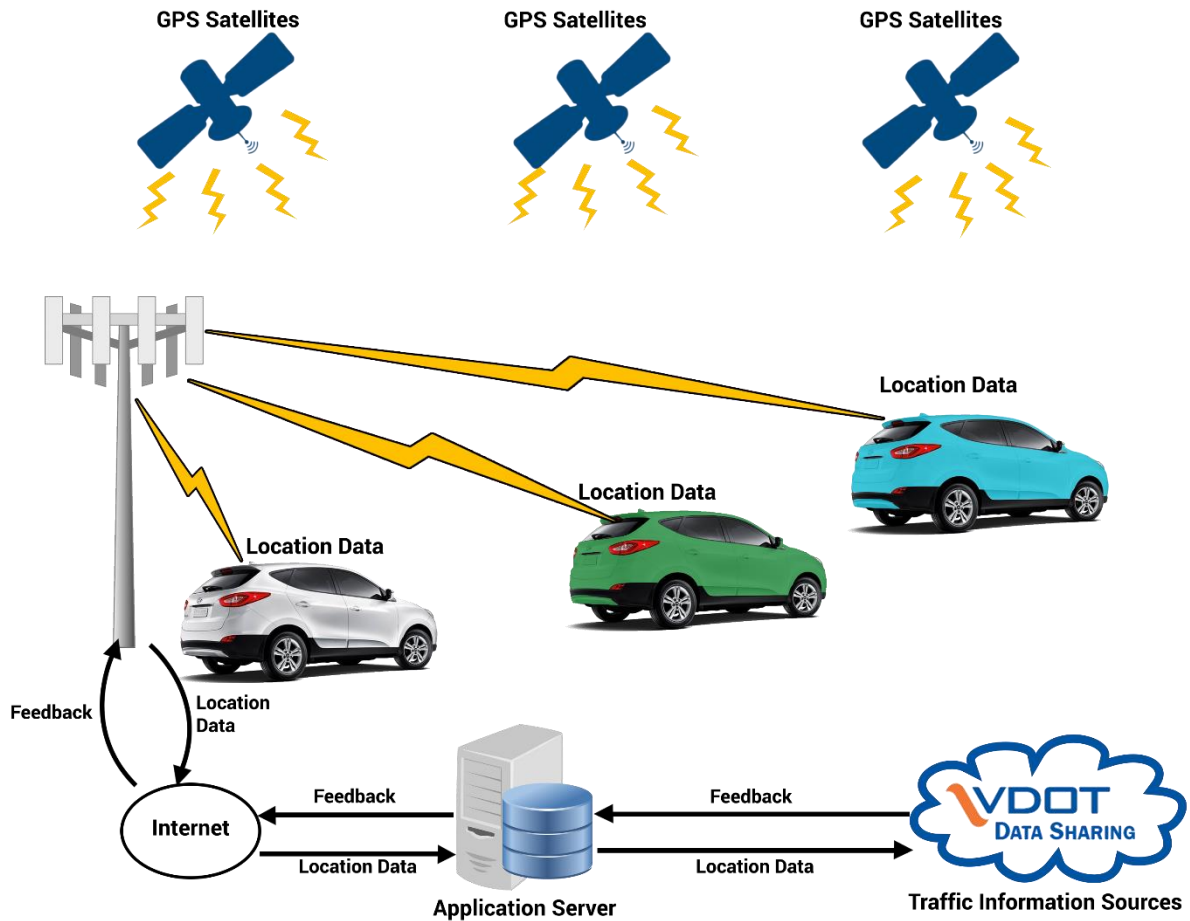 GPS Satellites
GPS Satellites
GPS Satellites
Location Data
Location Data
Location Data
Feedback
Location
Data
Internet
Feedback
Location Data
Application Server
Feedback
Location Data
VDOT
DATA SHARING
Traffic Information Sources